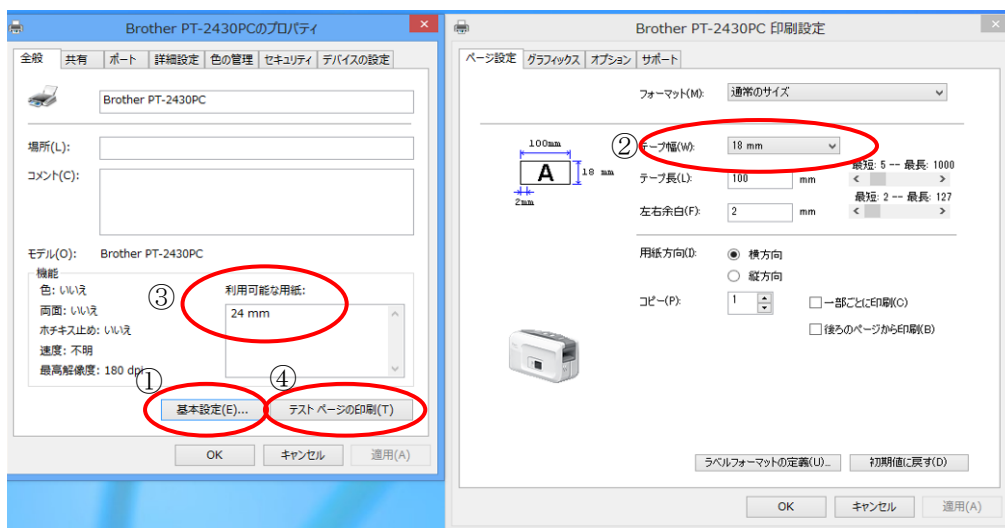 Brother PT-2430PCのプロパティ
×
全般 共有 ポート 詳細設定 色の管理 セキュリティ デバイスの設定
Brother PT-2430PC
場所(L):
コメント(C):
モデル(O): Brother PT-2430PC
機能
色: いいえ
両面: いいえ
ホチキス止め: いいえ
速度: 不明
最高解像度: 180 dpi
③
利用可能な用紙:
24 mm
① ④
基本設定(E)... テスト ページの印刷(T)
OK キャンセル 適用(A)
Brother PT-2430PC 印刷設定
×
ページ設定 グラフィックス オプション サポート
フォーマット(M): 通常のサイズ
100mm
A
18 mm
2mm
② テープ幅(W): 18 mm
最短: 5 -- 最長: 1000
テープ長(L): 100 mm
最短: 2 -- 最長: 127
左右余白(F): 2 mm
用紙方向(I): 横方向
縦方向
コピー(P): 1 一部ごとに印刷(C)
後ろのページから印刷(B)
ラベルフォーマットの定義(U)... 初期値に戻す(D)
OK キャンセル 適用(A)